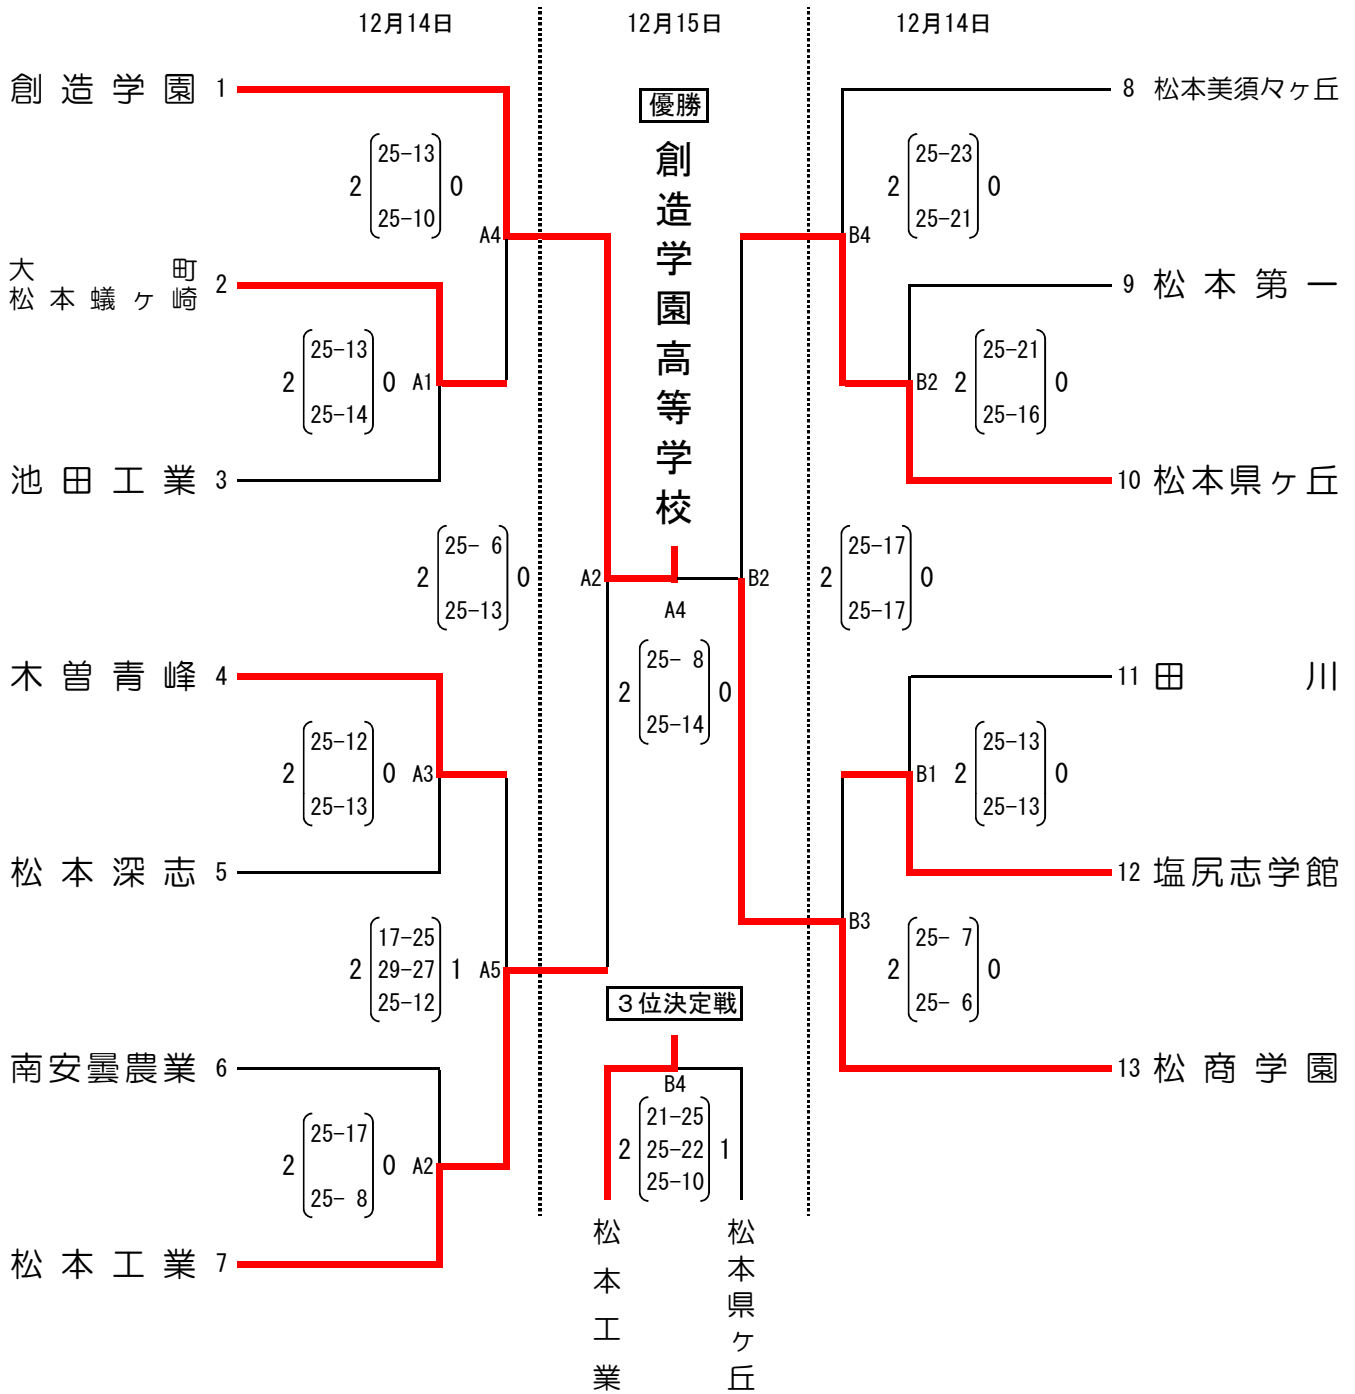 12月14日
12月15日
12月14日
創造学園 1
25-13
2 0
25-10
A4
大町
松本蟻ヶ崎 2
25-13
2 0 A1
25-14
池田工業 3
25- 6
2 0
25-13
A2
木曽青峰 4
25-12
2 0 A3
25-13
松本深志 5
17-25
2 29-27 1 A5
25-12
南安曇農業 6
25-17
2 0 A2
25- 8
松本工業 7
優勝
創造学園高等学校
A4
25- 8
2 0
25-14
3位決定戦
B4
21-25
2 25-22 1
25-10
松本工業
松本県ヶ丘
8 松本美須々ヶ丘
25-23
2 0
25-21
B4
9 松本第一
25-21
B2 2 0
25-16
10 松本県ヶ丘
25-17
B2 2 0
25-17
11 田川
25-13
B1 2 0
25-13
12 塩尻志学館
B3
25- 7
2 0
25- 6
13 松商学園